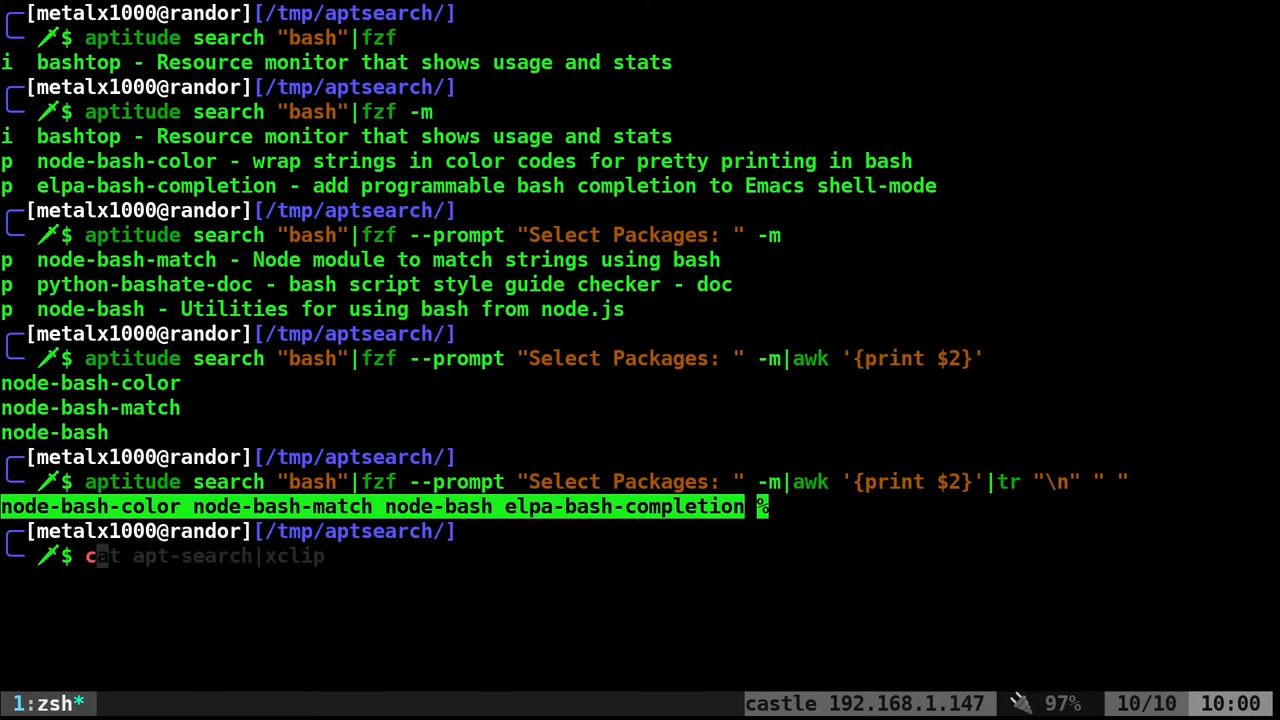 [metalx1000@randor][/tmp/aptsearch/]
$ aptitude search "bash"|fzf
i  bashtop - Resource monitor that shows usage and stats
[metalx1000@randor][/tmp/aptsearch/]
$ aptitude search "bash"|fzf -m
i  bashtop - Resource monitor that shows usage and stats
p  node-bash-color - wrap strings in color codes for pretty printing in bash
p  elpa-bash-completion - add programmable bash completion to Emacs shell-mode
[metalx1000@randor][/tmp/aptsearch/]
$ aptitude search "bash"|fzf --prompt "Select Packages: " -m
p  node-bash-match - Node module to match strings using bash
p  python-bashate-doc - bash script style guide checker - doc
p  node-bash - Utilities for using bash from node.js
[metalx1000@randor][/tmp/aptsearch/]
$ aptitude search "bash"|fzf --prompt "Select Packages: " -m|awk '{print $2}'
node-bash-color
node-bash-match
node-bash
[metalx1000@randor][/tmp/aptsearch/]
$ aptitude search "bash"|fzf --prompt "Select Packages: " -m|awk '{print $2}'|tr "\n" " "
node-bash-color node-bash-match node-bash elpa-bash-completion %
[metalx1000@randor][/tmp/aptsearch/]
$ cat apt-search|xclip
1:zsh* castle 192.168.1.147 97% 10/10 10:00